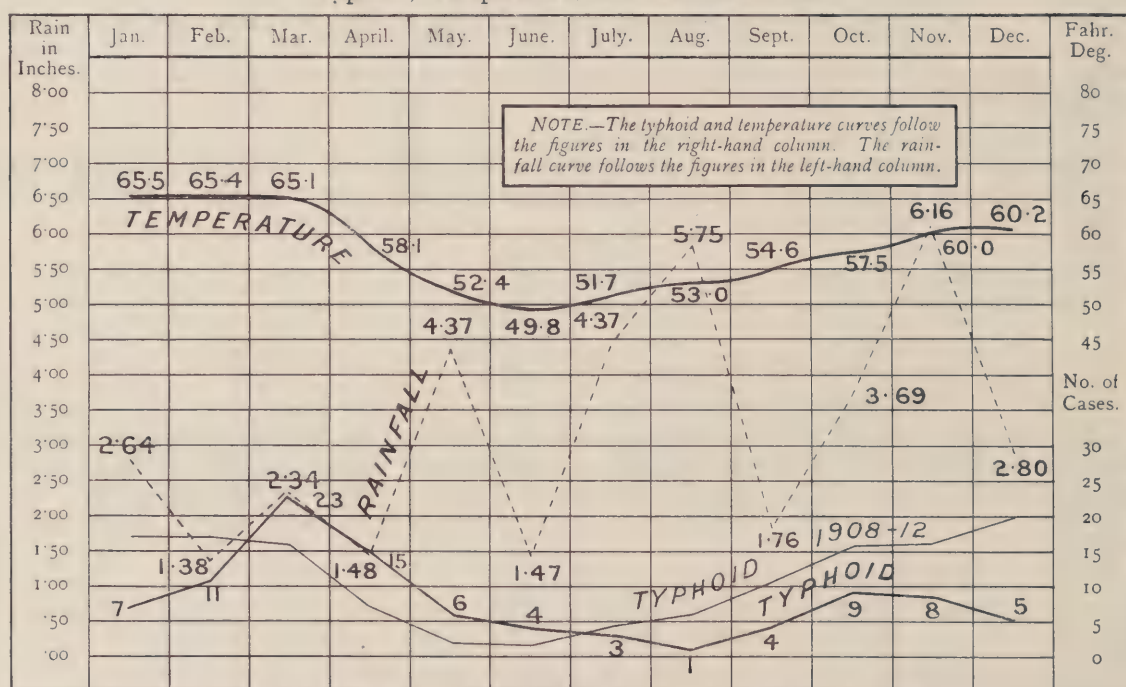 Rain
in
Inches.
Jan.
Feb.
Mar.
April.
May.
June.
July.
Aug.
Sept.
Oct.
Nov.
Dec.
Fahr.
Deg.
8·00
7·50
7·00
6·50
6·00
5·50
5·00
4·50
4·00
3·50
3·00
2·50
2·00
1·50
1·00
·50
·00
NOTE.—The typhoid and temperature curves follow
the figures in the right-hand column. The rain-
fall curve follows the figures in the left-hand column.
65·5
65·4
65·1
58·1
52·4
49·8
51·7
53·0
54·6
57·5
60·0
60·2
TEMPERATURE
2·64
1·38
2·34
1·48
4·37
1·47
4·37
5·75
1·76
3·69
6·16
2·80
RAINFALL
TYPHOID 1908-12
TYPHOID
7
11
23
15
6
4
3
1
4
9
8
5
80
75
70
65
60
55
50
45
No. of
Cases.
30
25
20
15
10
5
0